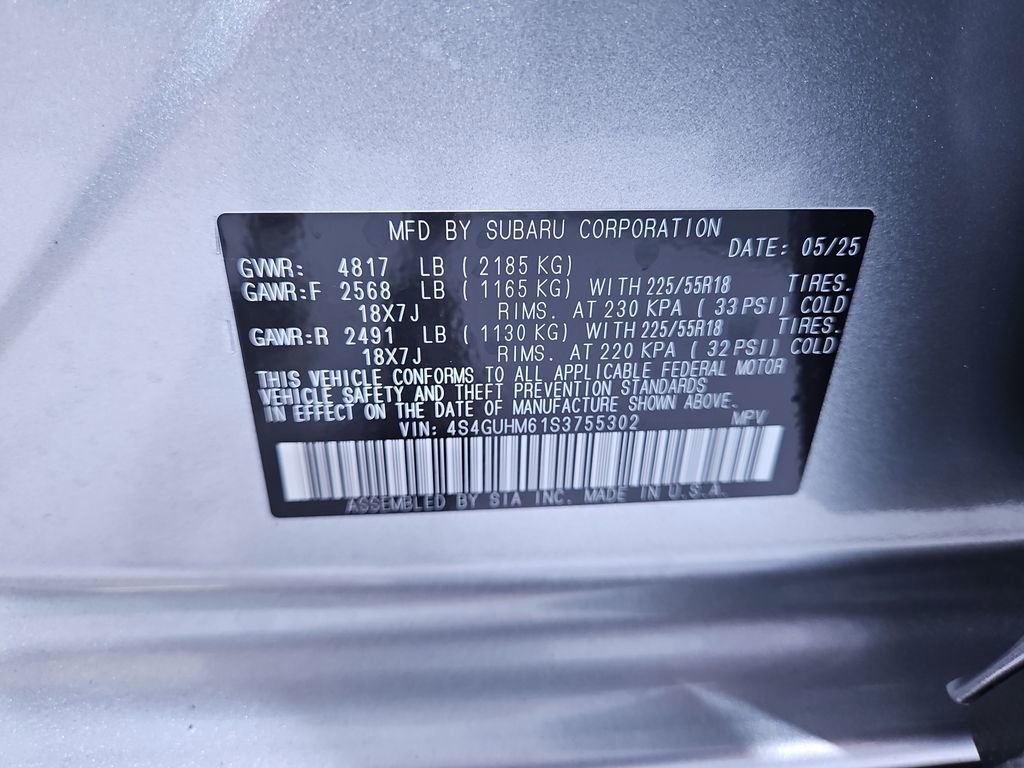 MFD BY SUBARU CORPORATION
DATE: 05/25
GVWR: 4817 LB ( 2185 KG)
GAWR:F 2568 LB ( 1165 KG) WITH 225/55R18 TIRES.
18X7J RIMS. AT 230 KPA ( 33 PSI) COLD
GAWR:R 2491 LB ( 1130 KG) WITH 225/55R18 TIRES.
18X7J RIMS. AT 220 KPA ( 32 PSI) COLD
THIS VEHICLE CONFORMS TO ALL APPLICABLE FEDERAL MOTOR
VEHICLE SAFETY AND THEFT PREVENTION STANDARDS
IN EFFECT ON THE DATE OF MANUFACTURE SHOWN ABOVE.
VIN: 4S4GUHM61S3755302 MPV
ASSEMBLED BY SIA INC. MADE IN U.S.A.